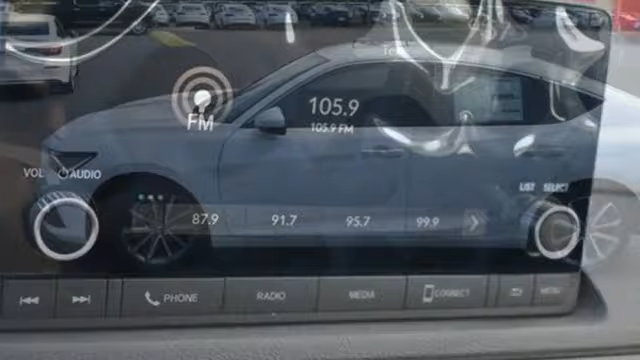 105.9
FM
105.9 FM
VOL AUDIO
LIST SELECT
87.9 91.7 95.7 99.9
PHONE RADIO MEDIA CONNECT